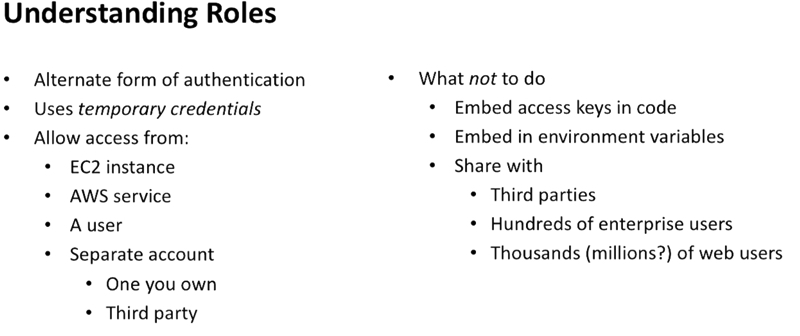 Understanding Roles
• Alternate form of authentication
• Uses temporary credentials
• Allow access from:
• EC2 instance
• AWS service
• A user
• Separate account
• One you own
• Third party
• What not to do
• Embed access keys in code
• Embed in environment variables
• Share with
• Third parties
• Hundreds of enterprise users
• Thousands (millions?) of web users